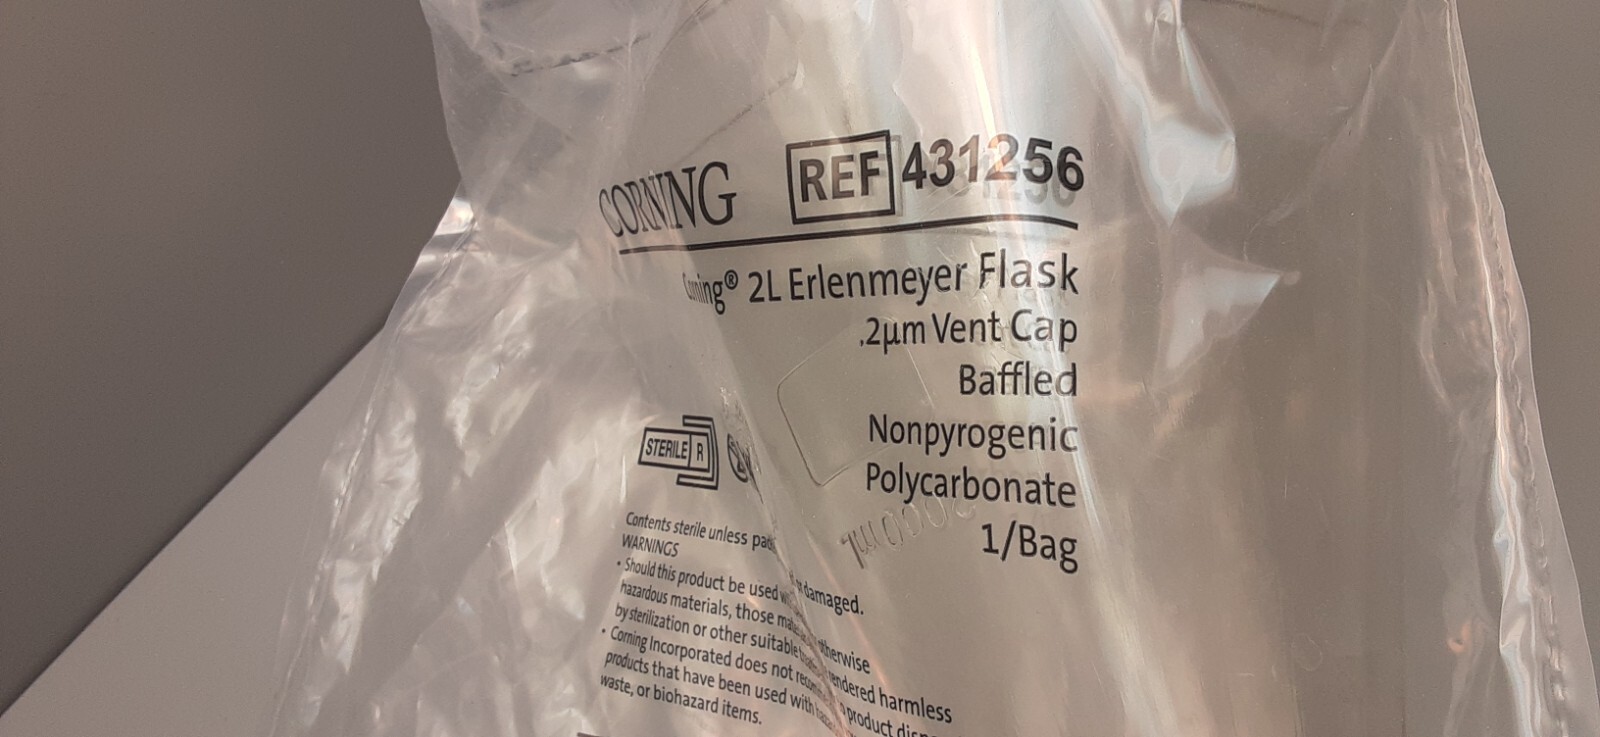 CORNING REF 431256
Corning® 2L Erlenmeyer Flask
.2µm Vent Cap
Baffled
Nonpyrogenic
Polycarbonate
1/Bag
STERILE R
Contents sterile unless damaged.
WARNINGS
• Should this product be used
hazardous materials, those otherwise
by sterilization or other suitable rendered harmless
• Corning Incorporated does not product
products that have been used with
waste, or biohazard items.